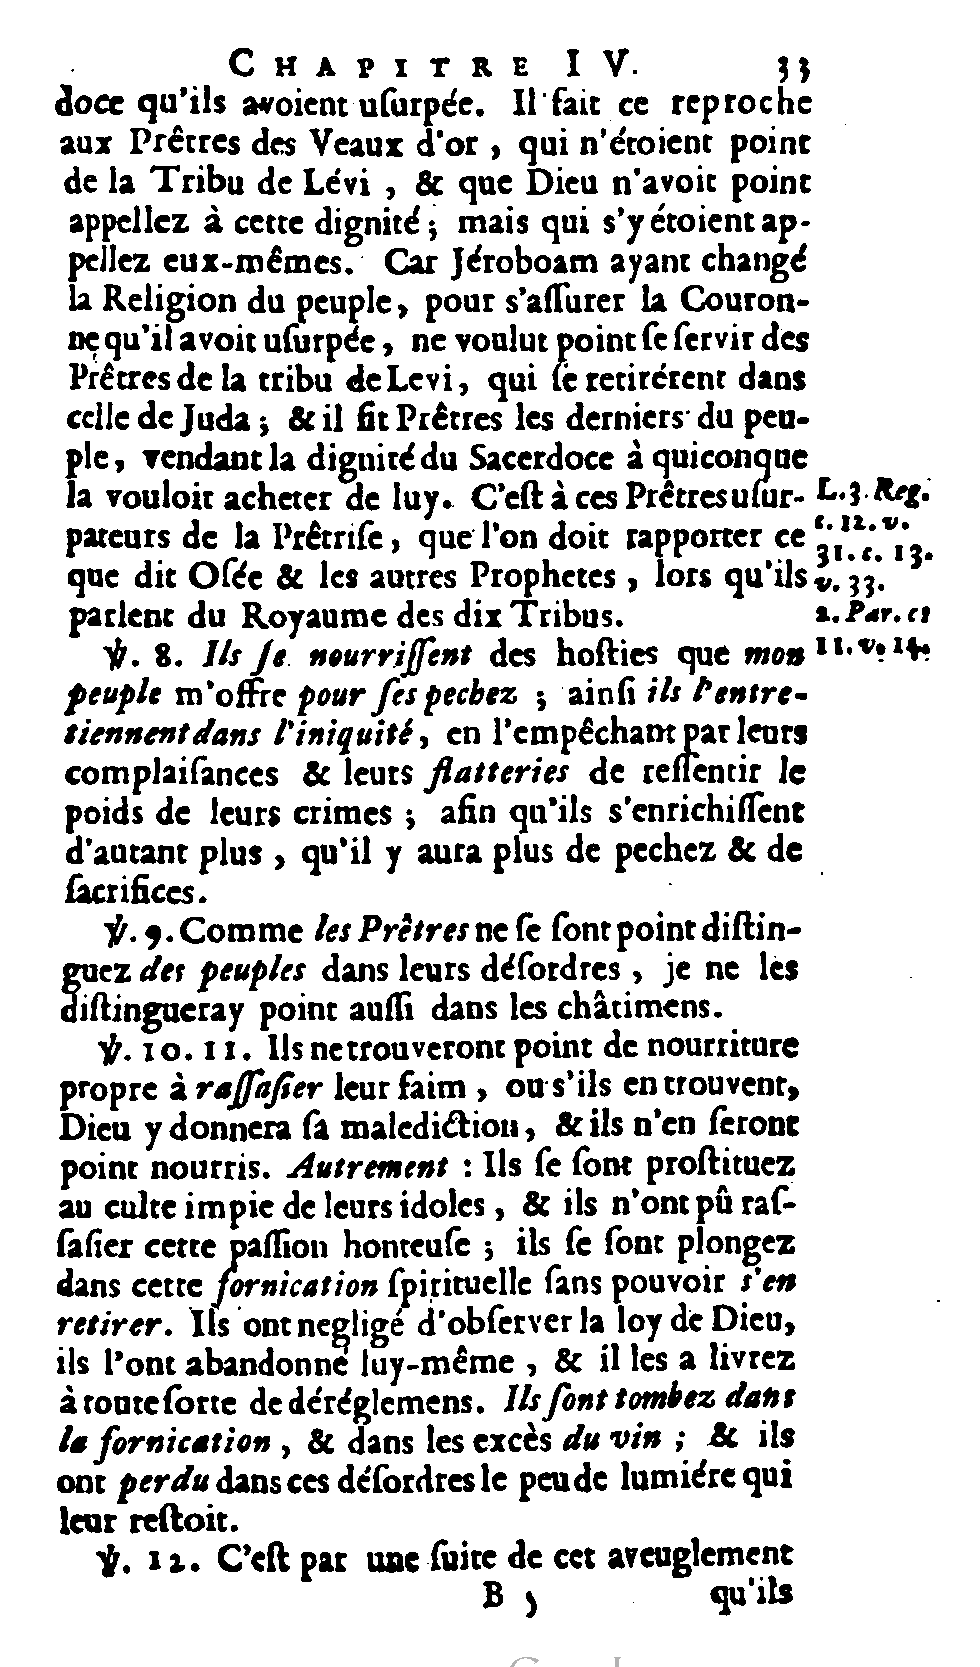 CHAPITRE IV. 33
doce qu'ils avoient uſurpée. Il fait ce reproche
aux Prêtres des Veaux d'or, qui n'étoient point
de la Tribu de Lévi, & que Dieu n'avoit point
appellez à cette dignité; mais qui s'y étoient ap-
pellez eux-mêmes. Car Jéroboam ayant changé
la Religion du peuple, pour s'aſſurer la Couron-
ne qu'il avoit uſurpée, ne voulut point ſe ſervir des
Prêtres de la tribu de Levi, qui ſe retirérent dans
celle de Juda; & il fit Prêtres les derniers du peu-
ple, vendant la dignité du Sacerdoce à quiconque
la vouloit acheter de luy. C'eſt à ces Prêtres uſur-
pateurs de la Prêtriſe, que l'on doit rapporter ce
que dit Oſée & les autres Prophetes, lors qu'ils
parlent du Royaume des dix Tribus.
L. 3. Reg.
c. 12. v.
31. c. 13.
v. 33.
2. Par. c1
11. v. 14.
℣. 8. Ils ſe nourriſſent des hoſties que mon
peuple m'offre pour ſes pechez; ainſi ils l'entre-
tiennent dans l'iniquité, en l'empêchant par leurs
complaiſances & leurs flatteries de reſſentir le
poids de leurs crimes; afin qu'ils s'enrichiſſent
d'autant plus, qu'il y aura plus de pechez & de
ſacrifices.
℣. 9. Comme les Prêtres ne ſe ſont point diſtin-
guez des peuples dans leurs déſordres, je ne les
diſtingueray point auſſi dans les châtimens.
℣. 10. 11. Ils ne trouveront point de nourriture
propre à raſſaſier leur faim, ou s'ils en trouvent,
Dieu y donnera ſa malediction, & ils n'en ſeront
point nourris. Autrement: Ils ſe ſont proſtituez
au culte impie de leurs idoles, & ils n'ont pû raſ-
ſaſier cette paſſion honteuſe; ils ſe ſont plongez
dans cette fornication ſpirituelle ſans pouvoir s'en
retirer. Ils ont negligé d'obſerver la loy de Dieu,
ils l'ont abandonné luy-même, & il les a livrez
à toute ſorte de déréglemens. Ils ſont tombez dans
la fornication, & dans les excès du vin; & ils
ont perdu dans ces déſordres le peu de lumiére qui
leur reſtoit.
℣. 12. C'eſt par une ſuite de cet aveuglement
B 3 qu'ils